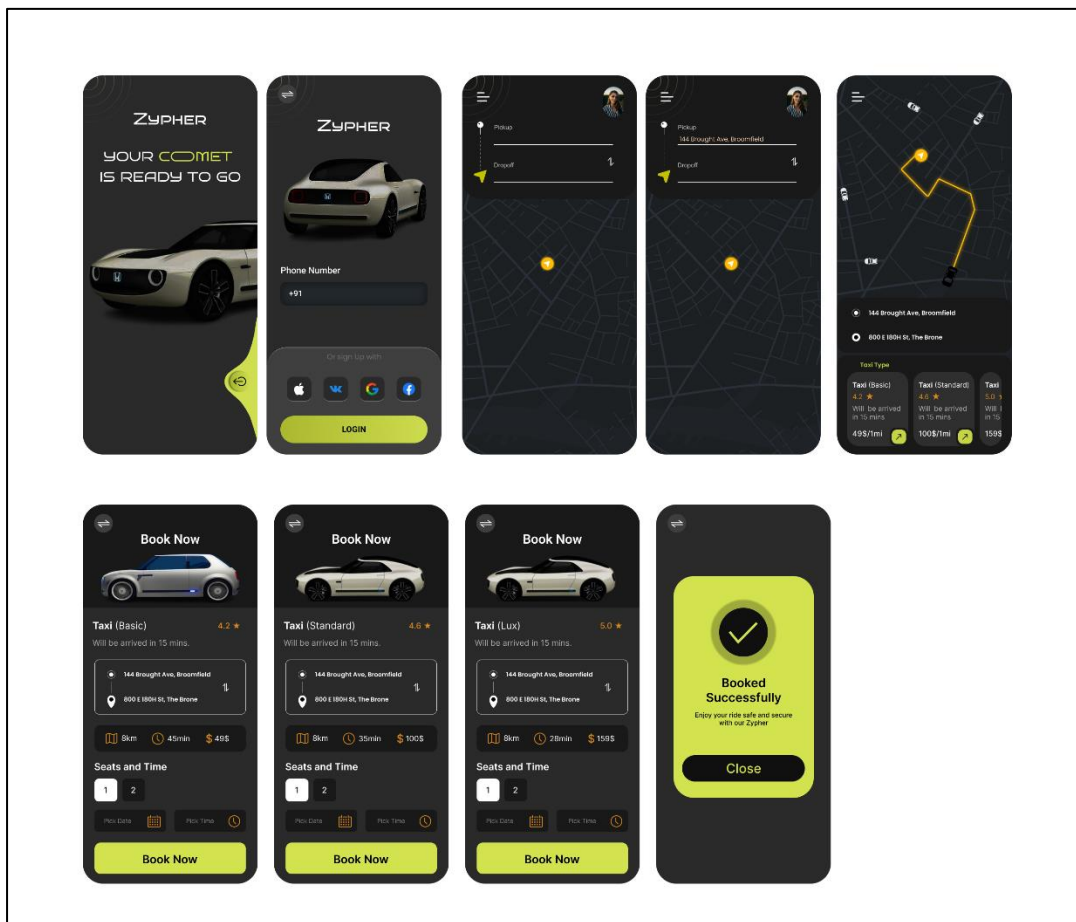 Zypher
YOUR COMET
IS READY TO GO
Zypher
Phone Number
+91
Or sign up with
LOGIN
Pickup
Dropoff
Pickup
144 Brought Ave, Broomfield
Dropoff
144 Brought Ave, Broomfield
800 E 180H St, The Brone
Taxi Type
Taxi (Basic)
4.2 ★
Will be arrived
in 15 mins
49$/1mi
Taxi (Standard)
4.6 ★
Will be arrived
in 15 mins
100$/1mi
Taxi
5.0
Will
in 15
159$
Book Now
Taxi (Basic) 4.2 ★
Will be arrived in 15 mins.
144 Brought Ave, Broomfield
800 E 180H St, The Brone
8km 45min $ 49$
Seats and Time
1 2
Pick Date Pick Time
Book Now
Book Now
Taxi (Standard) 4.6 ★
Will be arrived in 15 mins.
144 Brought Ave, Broomfield
800 E 180H St, The Brone
8km 35min $ 100$
Seats and Time
1 2
Pick Date Pick Time
Book Now
Book Now
Taxi (Lux) 5.0 ★
Will be arrived in 15 mins.
144 Brought Ave, Broomfield
800 E 180H St, The Brone
8km 28min $ 159$
Seats and Time
1 2
Pick Date Pick Time
Book Now
Booked
Successfully
Enjoy your ride safe and secure
with our Zypher
Close